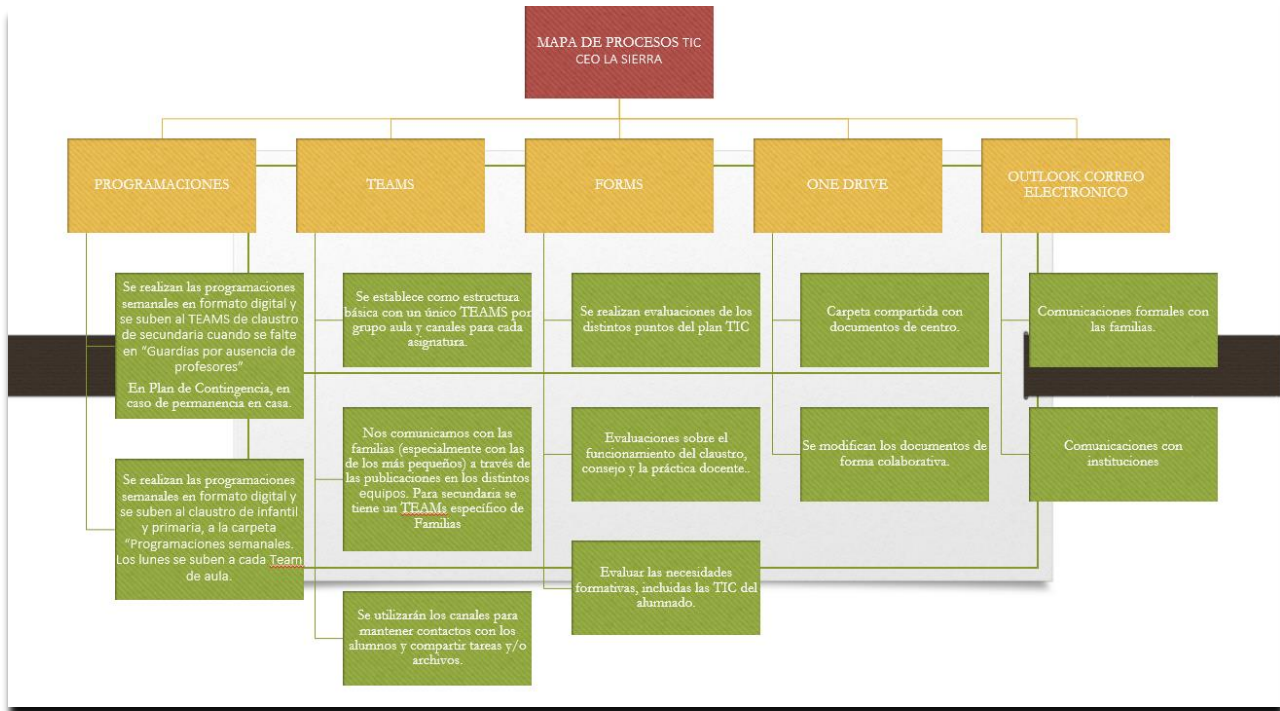 MAPA DE PROCESOS TIC
CEO LA SIERRA
PROGRAMACIONES
TEAMS
FORMS
ONE DRIVE
OUTLOOK CORREO
ELECTRONICO
Se realizan las programaciones
semanales en formato digital y
se suben al TEAMS de claustro
de secundaria cuando se falte
en “Guardias por ausencia de
profesores”
En Plan de Contingencia, en
caso de permanencia en casa.
Se realizan las programaciones
semanales en formato digital y
se suben al claustro de infantil
y primaria, a la carpeta
“Programaciones semanales.
Los lunes se suben a cada Team
de aula.
Se establece como estructura
básica con un único TEAMS por
grupo aula y canales para cada
asignatura.
Nos comunicamos con las
familias (especialmente con las
de los más pequeños) a través de
las publicaciones en los distintos
equipos. Para secundaria se
tiene un TEAMs específico de
Familias
Se utilizarán los canales para
mantener contactos con los
alumnos y compartir tareas y/o
archivos.
Se realizan evaluaciones de los
distintos puntos del plan TIC
Evaluaciones sobre el
funcionamiento del claustro,
consejo y la práctica docente..
Evaluar las necesidades
formativas, incluidas las TIC del
alumnado.
Carpeta compartida con
documentos de centro.
Se modifican los documentos de
forma colaborativa.
Comunicaciones formales con
las familias.
Comunicaciones con
instituciones